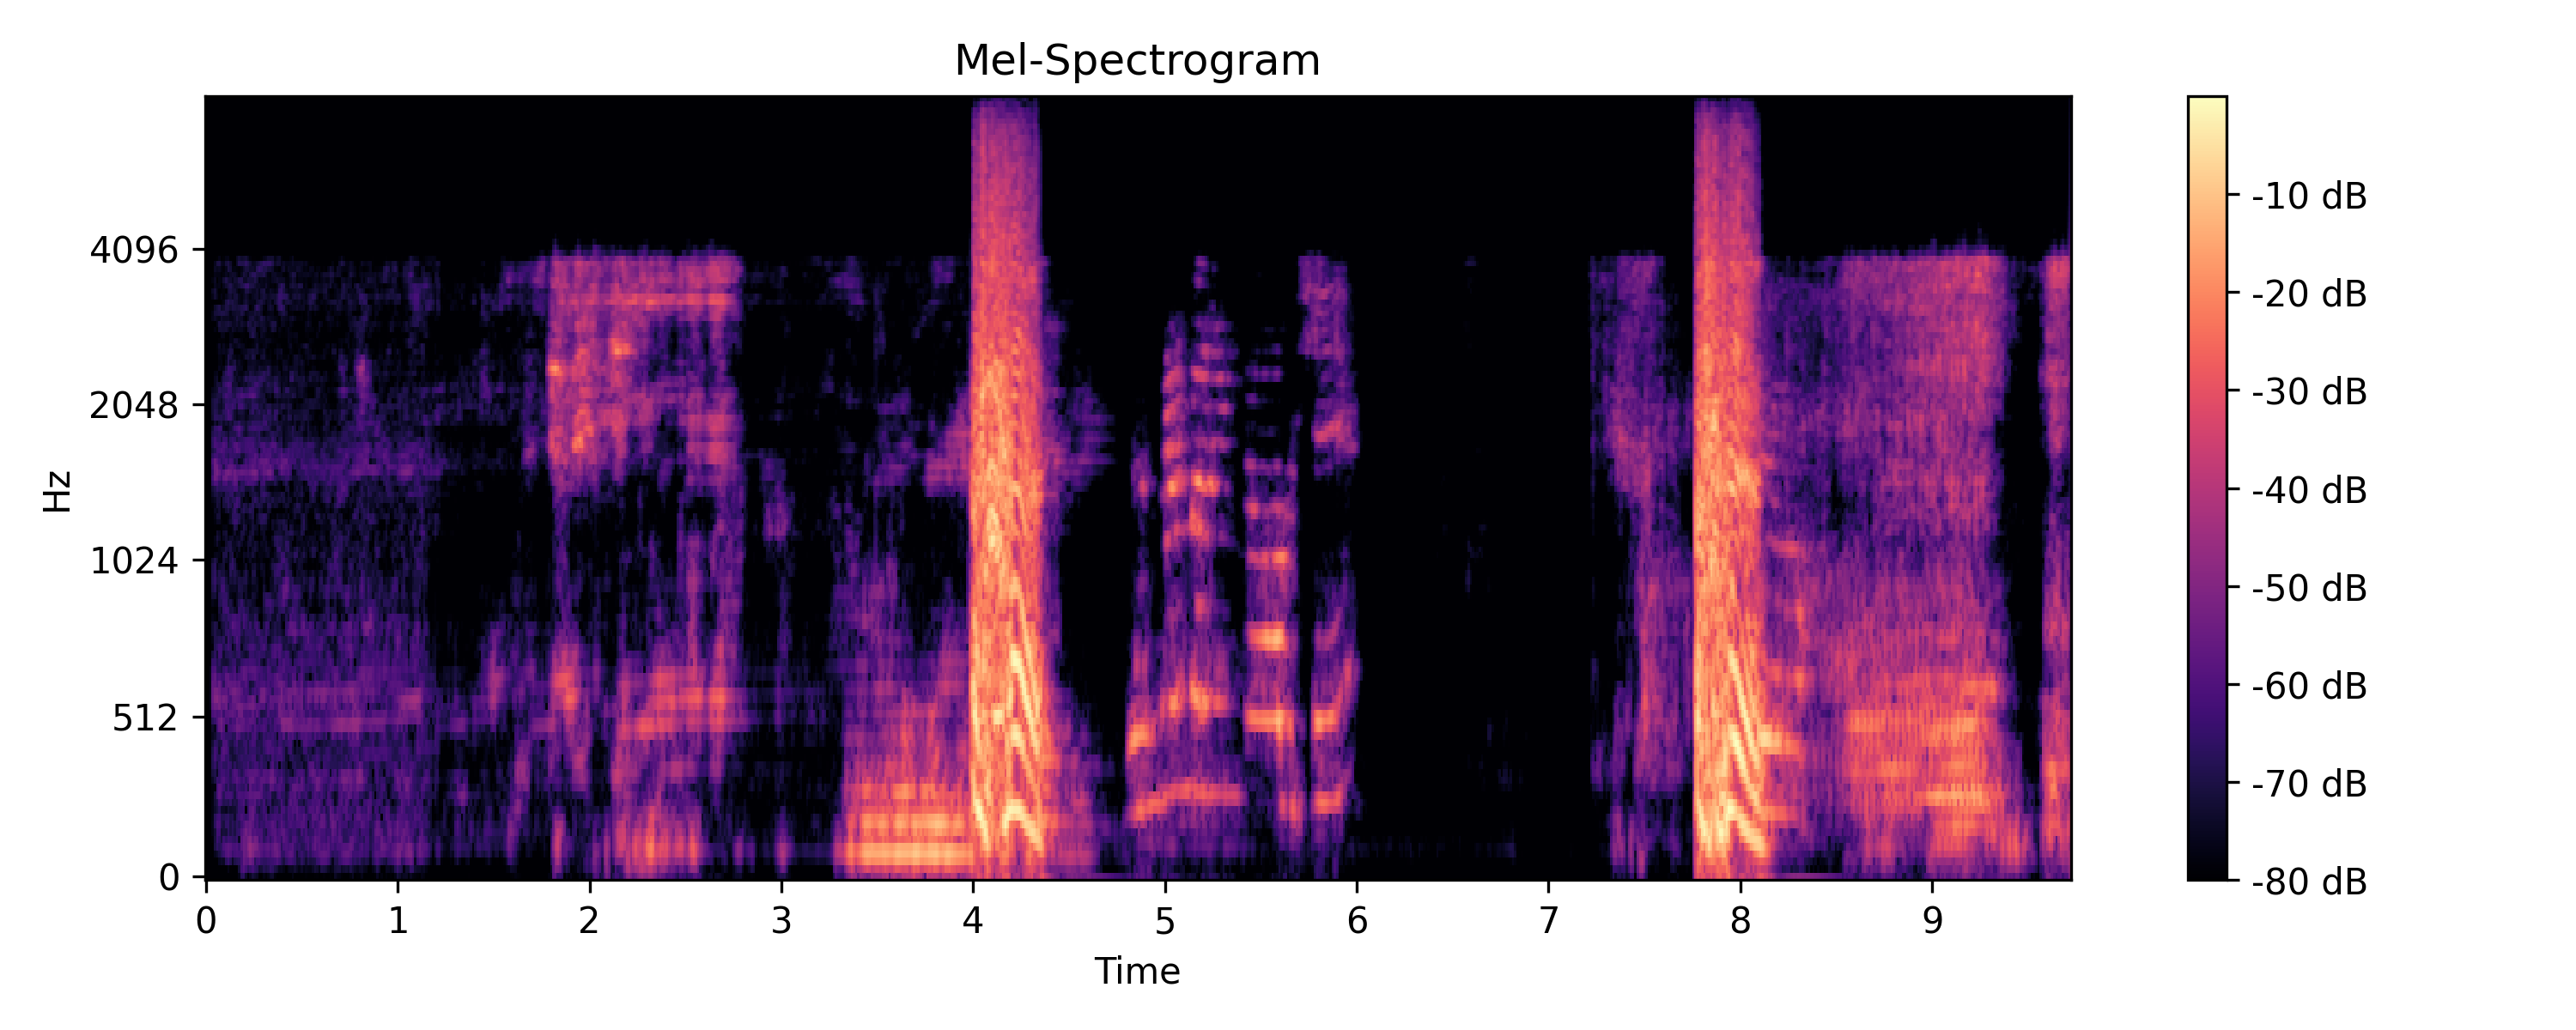 Mel-Spectrogram
Hz
4096
2048
1024
512
0
0 1 2 3 4 5 6 7 8 9
Time
-10 dB
-20 dB
-30 dB
-40 dB
-50 dB
-60 dB
-70 dB
-80 dB